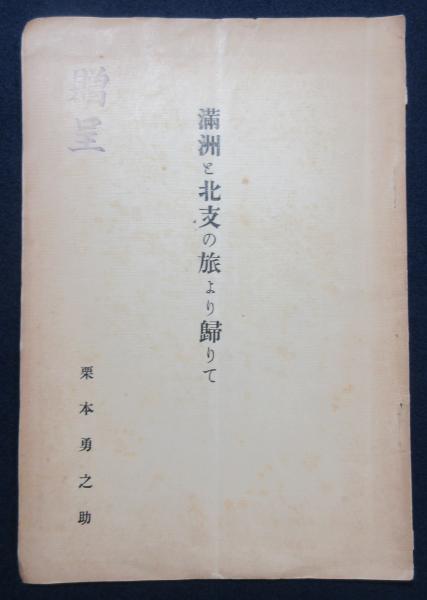 贈呈
滿洲と北支の旅より歸りて
栗本勇之助